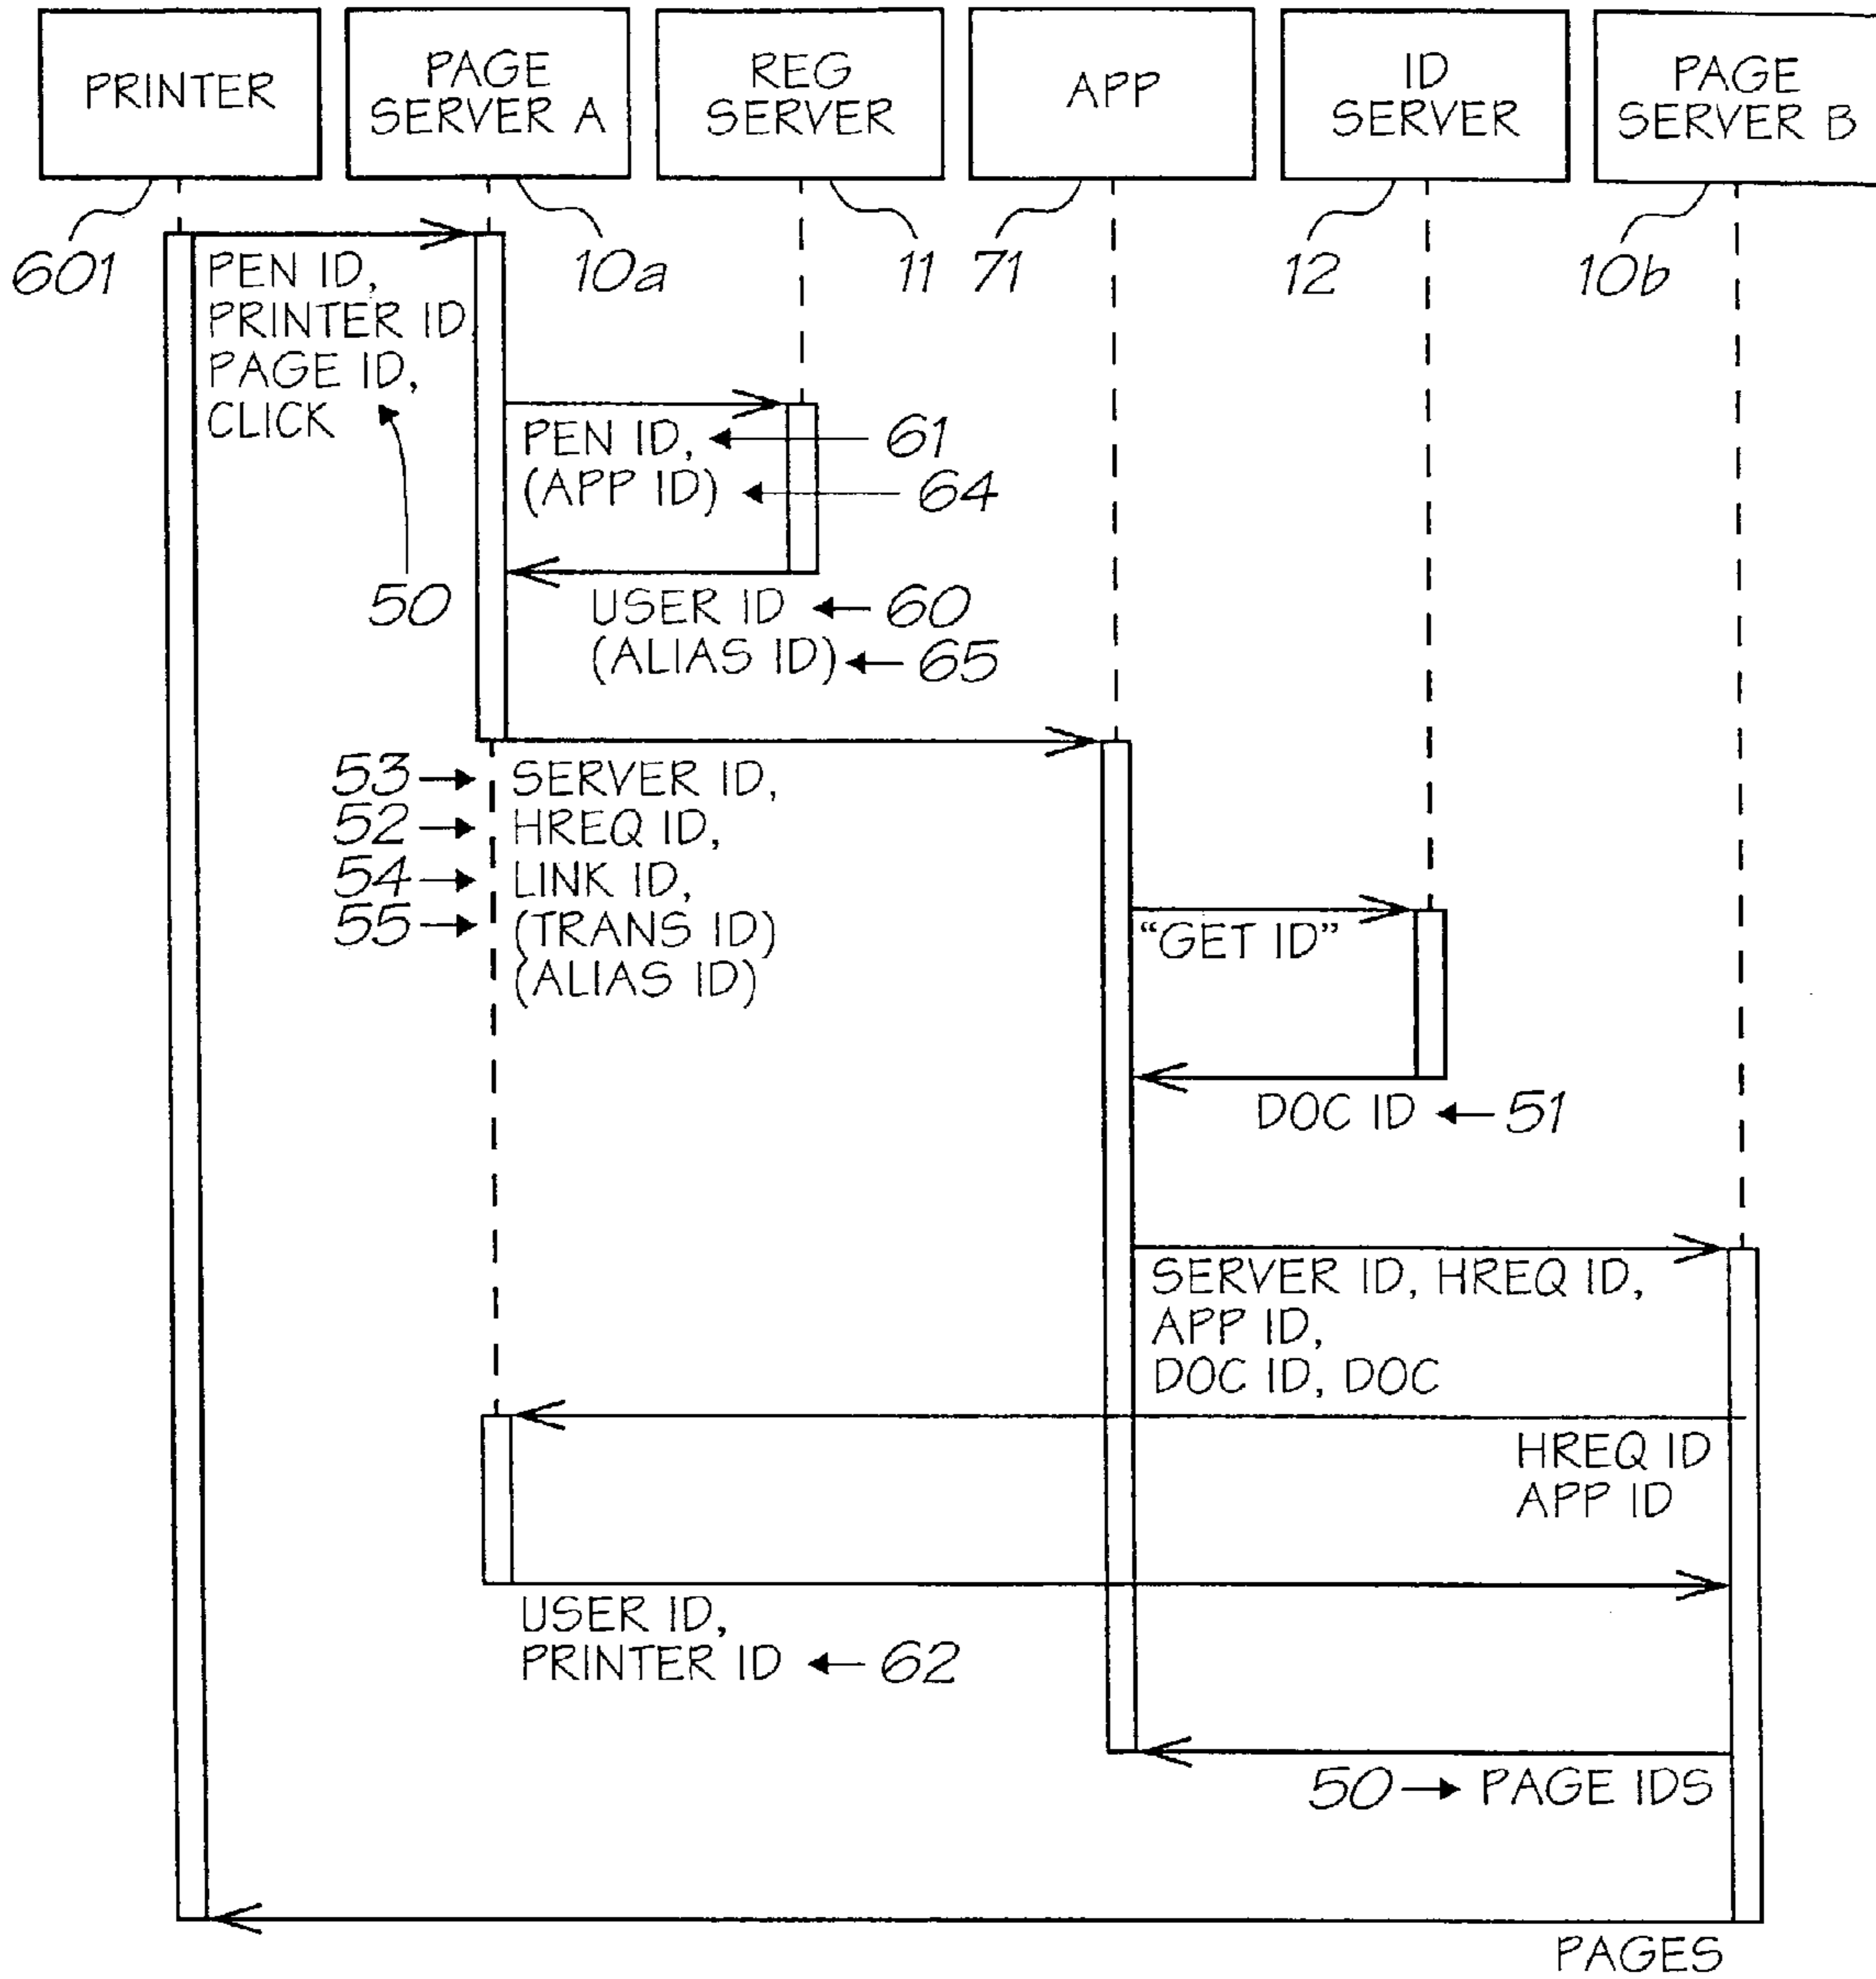 PRINTER
PAGE
SERVER A
REG
SERVER
APP
ID
SERVER
PAGE
SERVER B
601
10a
11
71
12
10b
PEN ID,
PRINTER ID
PAGE ID,
CLICK
50
PEN ID,
61
(APP ID)
64
USER ID
60
(ALIAS ID)
65
53
SERVER ID,
52
HREQ ID,
54
LINK ID,
55
(TRANS ID)
(ALIAS ID)
“GET ID”
DOC ID
51
SERVER ID, HREQ ID,
APP ID,
DOC ID, DOC
HREQ ID
APP ID
USER ID,
PRINTER ID
62
50
PAGE IDS
PAGES